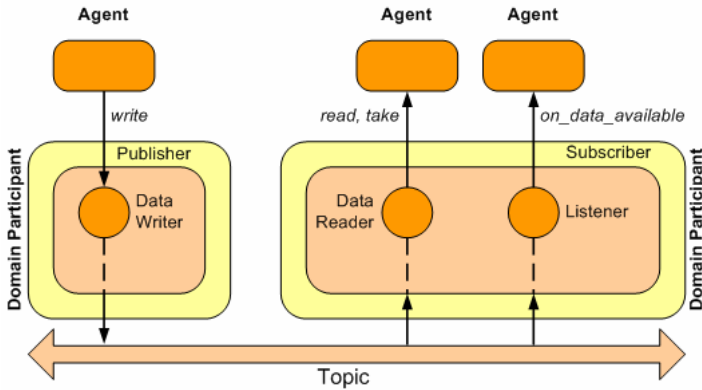 Agent
Agent
Agent
write
read, take
on_data_available
Domain Participant
Publisher
Data
Writer
Subscriber
Data
Reader
Listener
Domain Participant
Topic